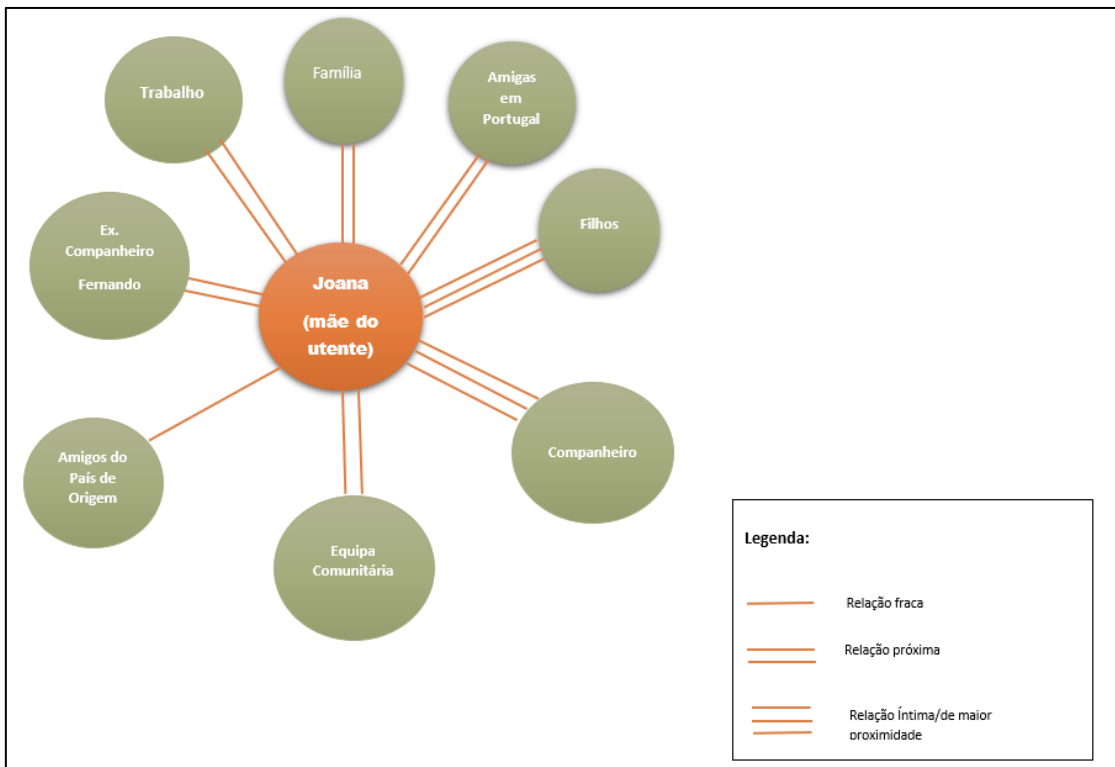 Família
Trabalho
Amigas
em
Portugal
Filhos
Ex.
Companheiro
Fernando
Joana
(mãe do
utente)
Companheiro
Amigos do
País de
Origem
Equipa
Comunitária
Legenda:
Relação fraca
Relação próxima
Relação Íntima/de maior
proximidade